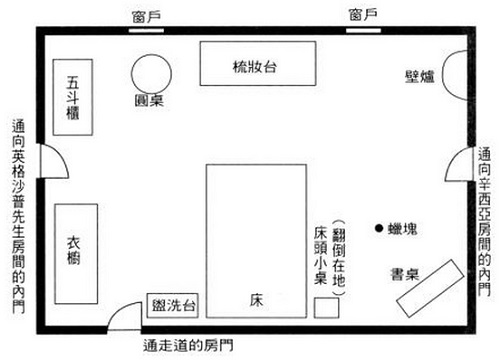 窗戶
窗戶
五斗櫃
圓桌
梳妝台
壁爐
通向英格沙普先生房間的內門
通向辛西亞房間的內門
衣櫥
盥洗台
床
床頭小桌
(翻倒在地)
蠟塊
書桌
通走道的房門